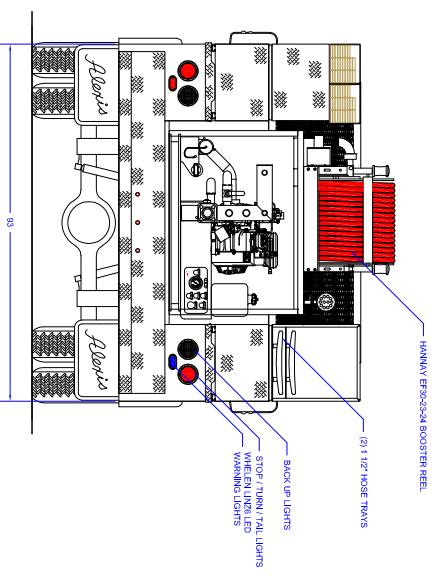 HANNAY EF30-23-24 BOOSTER REEL
(2) 1 1/2" HOSE TRAYS
BACK UP LIGHTS
STOP / TURN / TAIL LIGHTS
WHELEN LINZ6 LED
WARNING LIGHTS
93
Alexis
Alexis